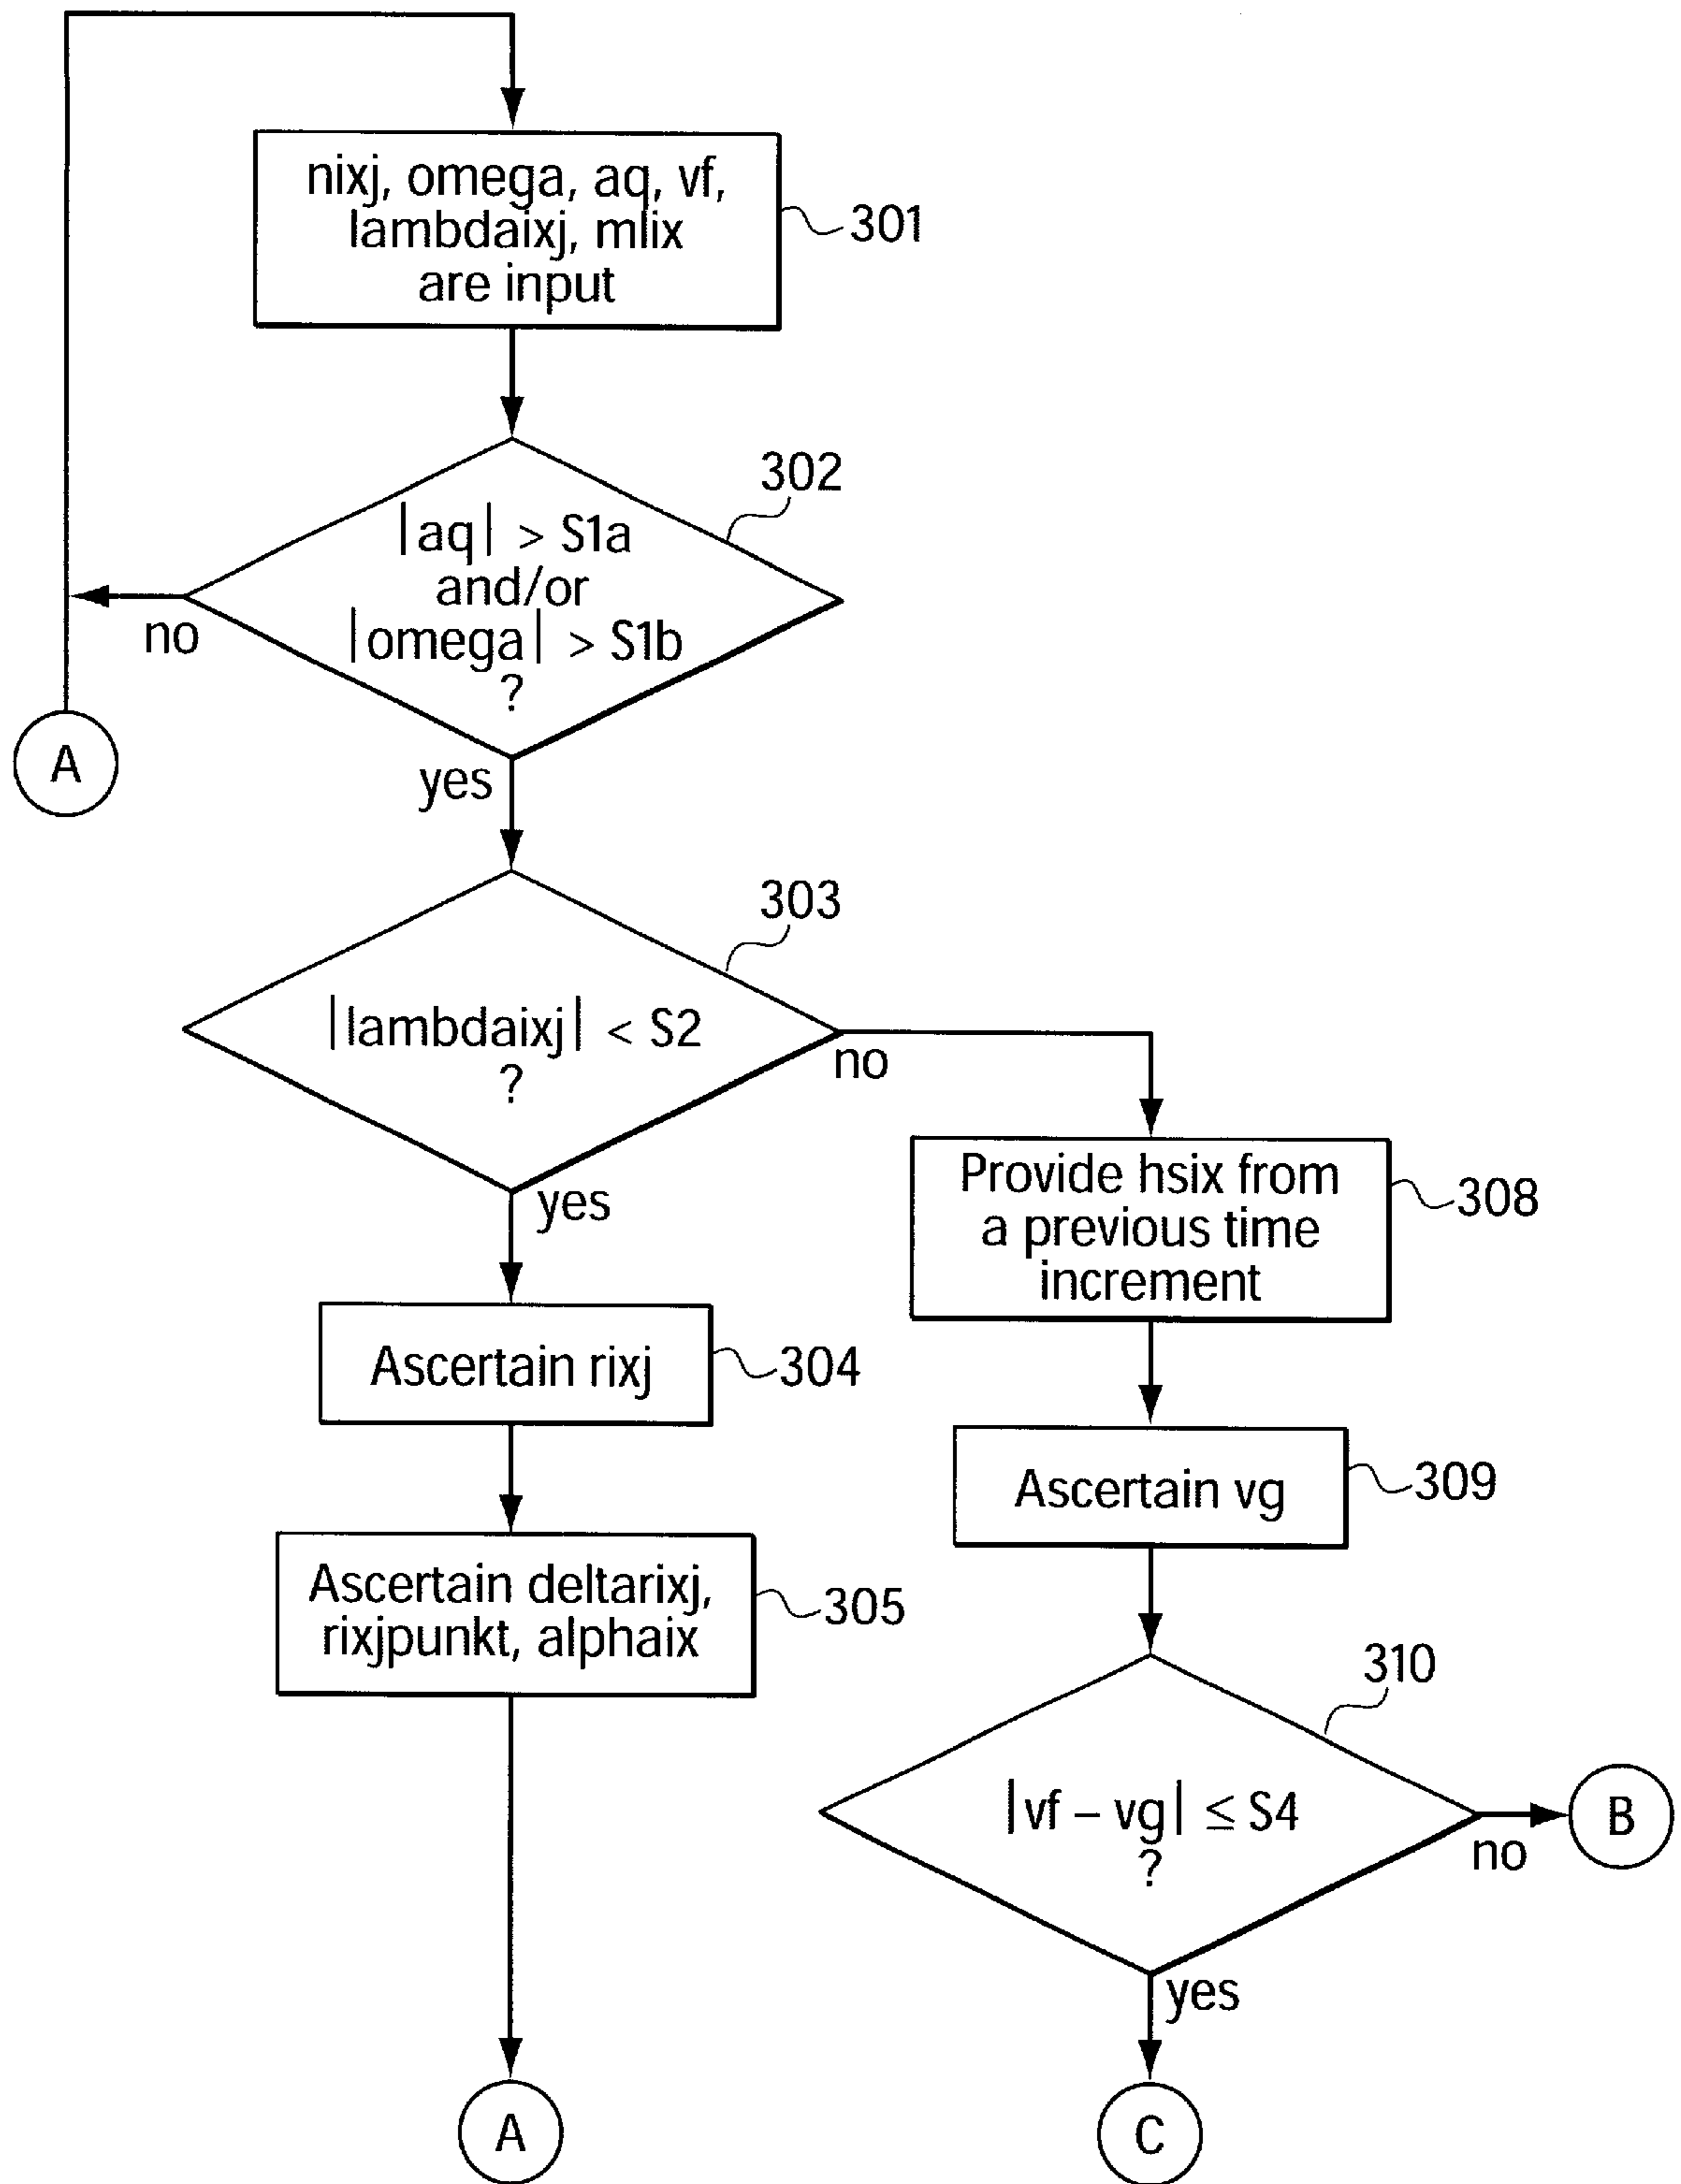 nixj, omega, aq, vf,
lambdaixj, mlix
are input
301
302
|aq| > S1a
and/or
|omega| > S1b
?
no
A
yes
303
|lambdaixj| < S2
?
no
yes
Provide hsix from
a previous time
increment
308
Ascertain rixj
304
Ascertain vg
309
Ascertain deltarixj,
rixjpunkt, alphaix
305
310
|vf – vg| ≤ S4
?
no
B
yes
A
C